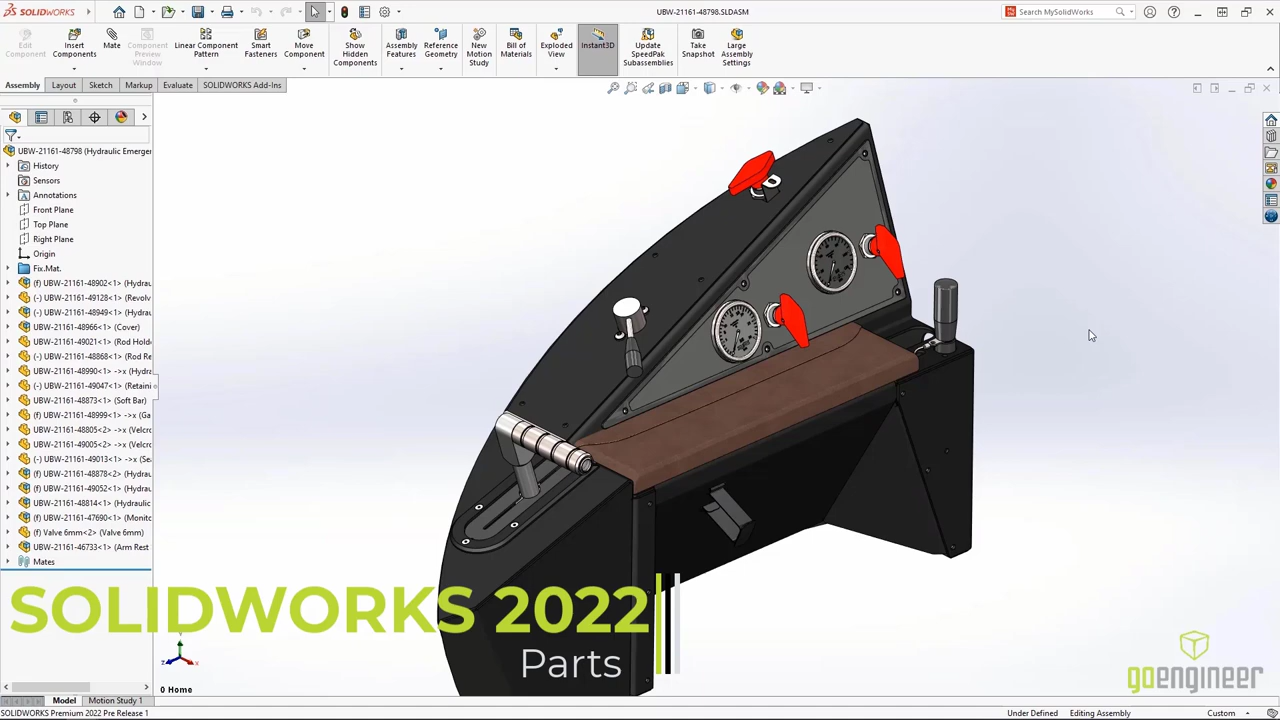 SOLIDWORKS
UBW-21161-48798.SLDASM
Search MySolidWorks
Edit Component
Insert Components
Mate
Component Preview Window
Linear Component Pattern
Smart Fasteners
Move Component
Show Hidden Components
Assembly Features
Reference Geometry
New Motion Study
Bill of Materials
Exploded View
Instant3D
Update SpeedPak Subassemblies
Take Snapshot
Large Assembly Settings
Assembly Layout Sketch Markup Evaluate SOLIDWORKS Add-Ins
UBW-21161-48798 (Hydraulic Emerger
History
Sensors
Annotations
Front Plane
Top Plane
Right Plane
Origin
Fix.Mat.
(f) UBW-21161-48902<1> (Hydrau
(-) UBW-21161-49128<1> (Revolv
(-) UBW-21161-48949<1> (Hydrau
UBW-21161-48966<1> (Cover)
UBW-21161-49021<1> (Rod Hold
(-) UBW-21161-48868<1> (Rod Re
UBW-21161-48990<1> ->x (Hydra
(-) UBW-21161-49047<1> (Retaini
UBW-21161-48873<1> (Soft Bar)
(f) UBW-21161-48999<1> ->x (Ga
UBW-21161-48805<2> ->x (Velcro
UBW-21161-49005<1> ->x (Velcro
(-) UBW-21161-49013<1> ->x (Sea
(f) UBW-21161-48878<2> (Hydrau
(f) UBW-21161-49052<1> (Storage
UBW-21161-48814<1> (Hydraulic
(f) UBW-21161-47690<1> (Monito
(f) Valve 6mm<2> (Valve 6mm)
UBW-21161-46733<1> (Arm Rest
Mates
SOLIDWORKS 2022
Parts
goengineer
0 Home
Model Motion Study 1
SOLIDWORKS Premium 2022 Pre Release 1
Under Defined
Editing Assembly
Custom